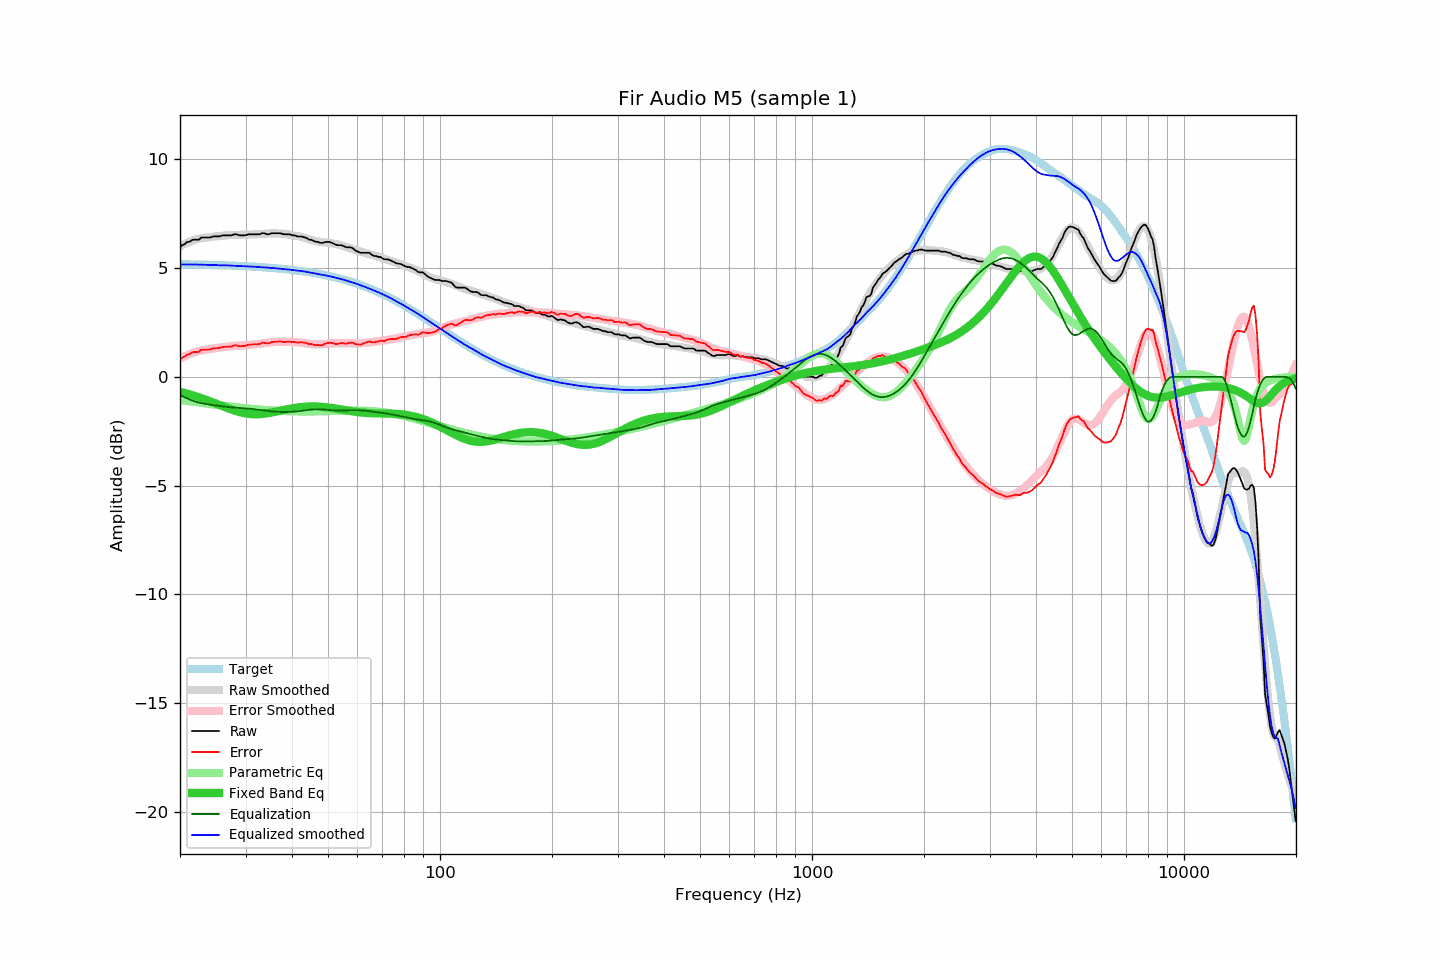 Fir Audio M5 (sample 1)
10
5
0
−5
−10
−15
−20
Amplitude (dBr)
Target
Raw Smoothed
Error Smoothed
Raw
Error
Parametric Eq
Fixed Band Eq
Equalization
Equalized smoothed
100
1000
10000
Frequency (Hz)